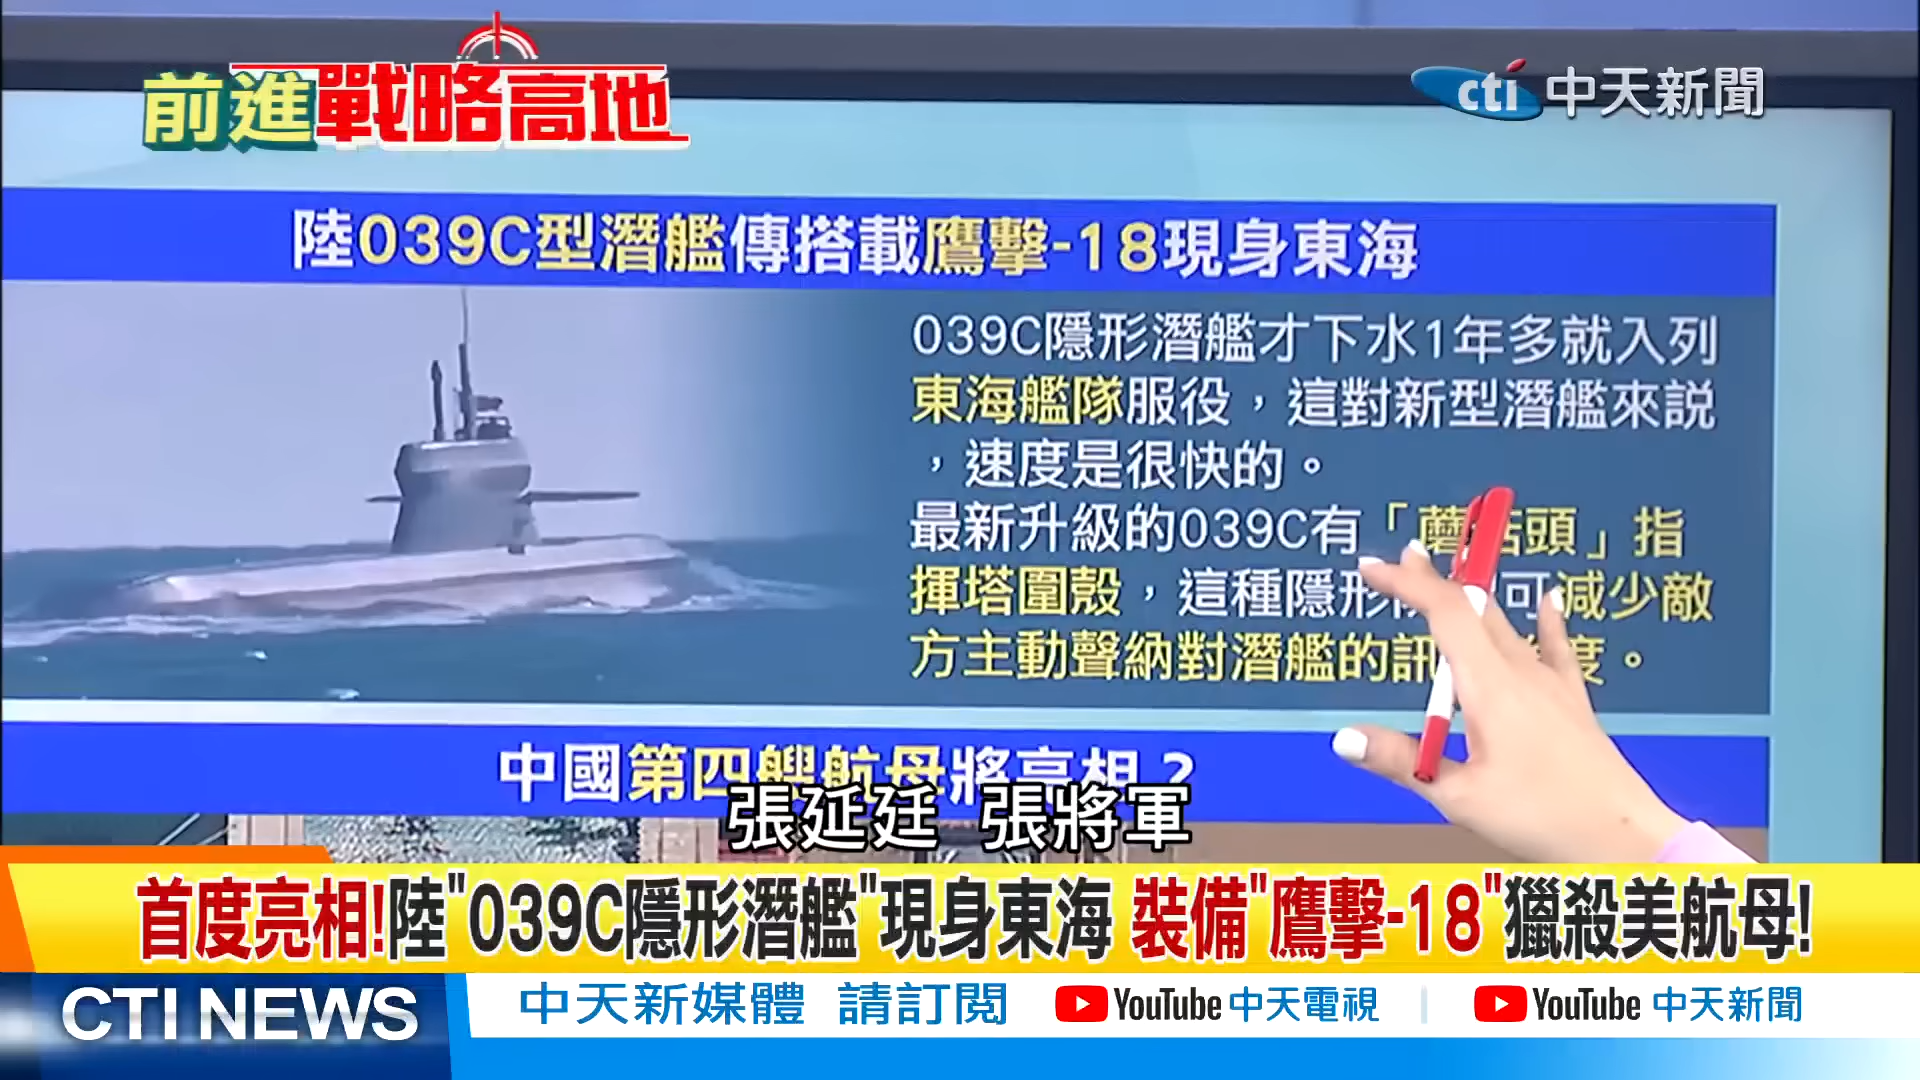 前進戰略高地
cti 中天新聞
陸039C型潛艦傳搭載鷹擊-18現身東海
039C隱形潛艦才下水1年多就入列
東海艦隊服役，這對新型潛艦來説
，速度是很快的。
最新升級的039C有「蘑菇頭」指
揮塔圍殼，這種隱形 可減少敵
方主動聲納對潛艦的訊 度。
中國第四艘航母將亮相？
張延廷 張將軍
首度亮相!陸"039C隱形潛艦"現身東海 裝備"鷹擊-18"獵殺美航母!
CTI NEWS
中天新媒體 請訂閱 YouTube 中天電視 | YouTube 中天新聞